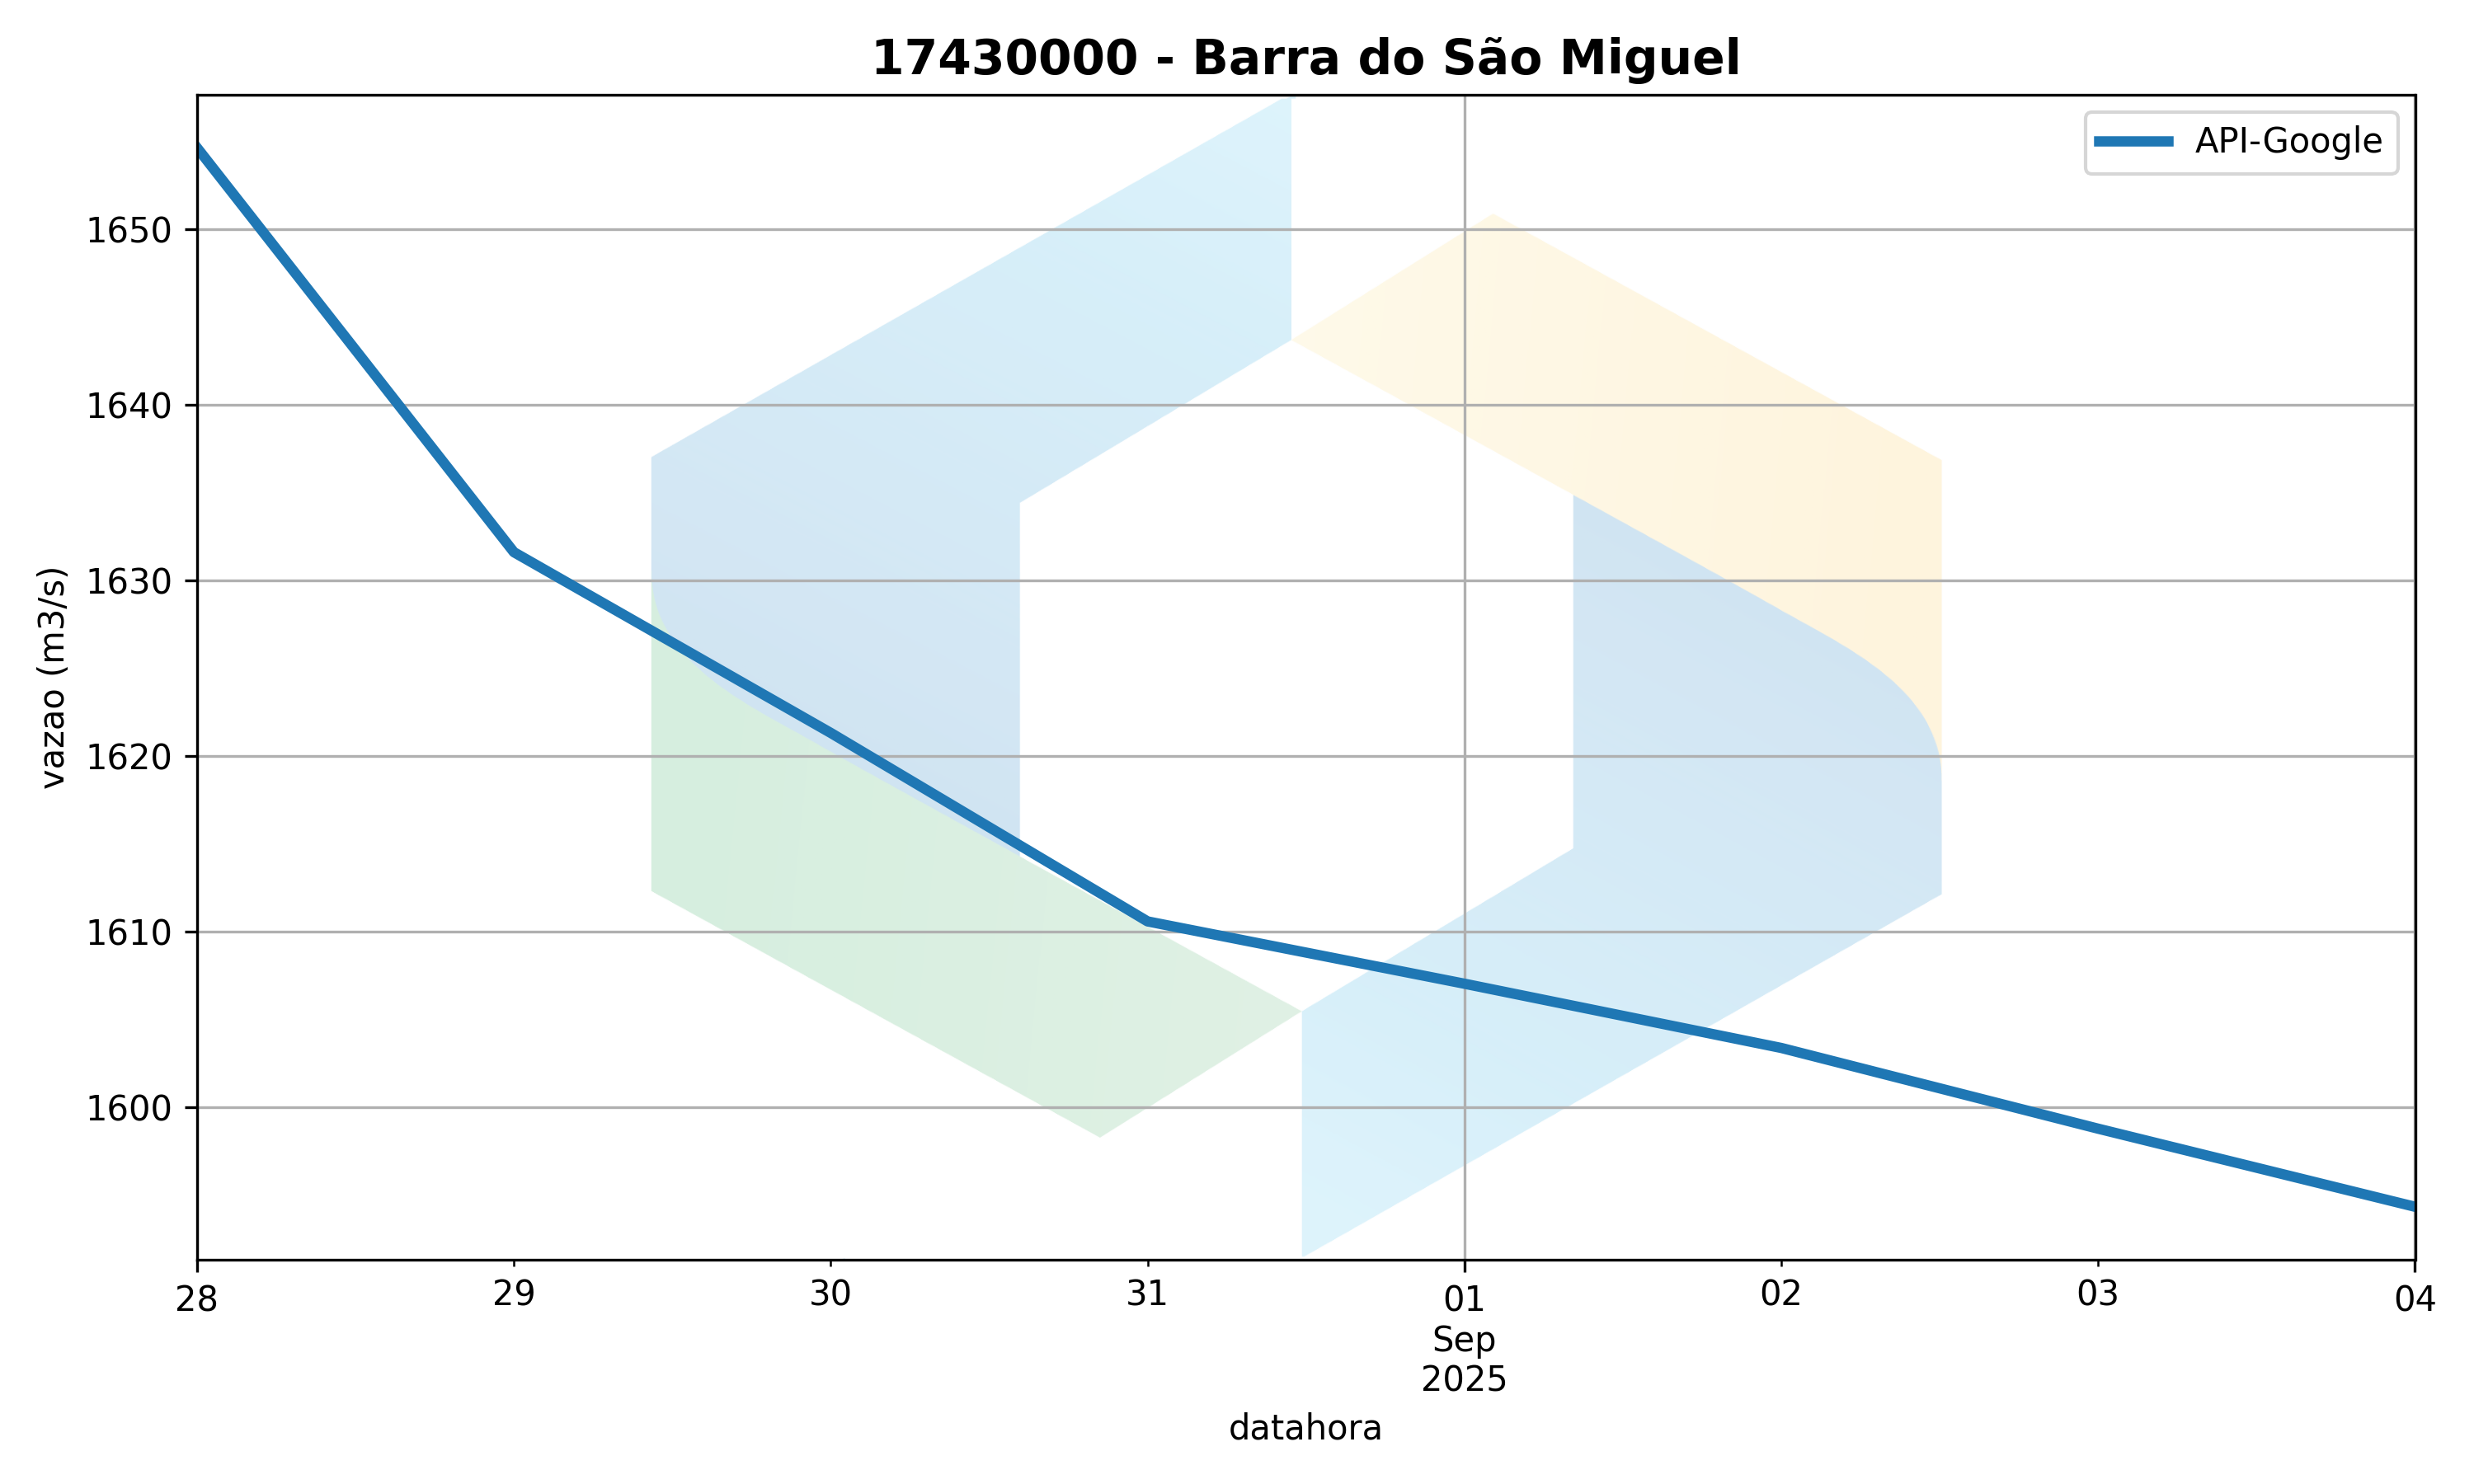 17430000 - Barra do São Miguel
API-Google
1650
1640
1630
1620
1610
1600
vazao (m3/s)
28 29 30 31 01 02 03 04
Sep
2025
datahora